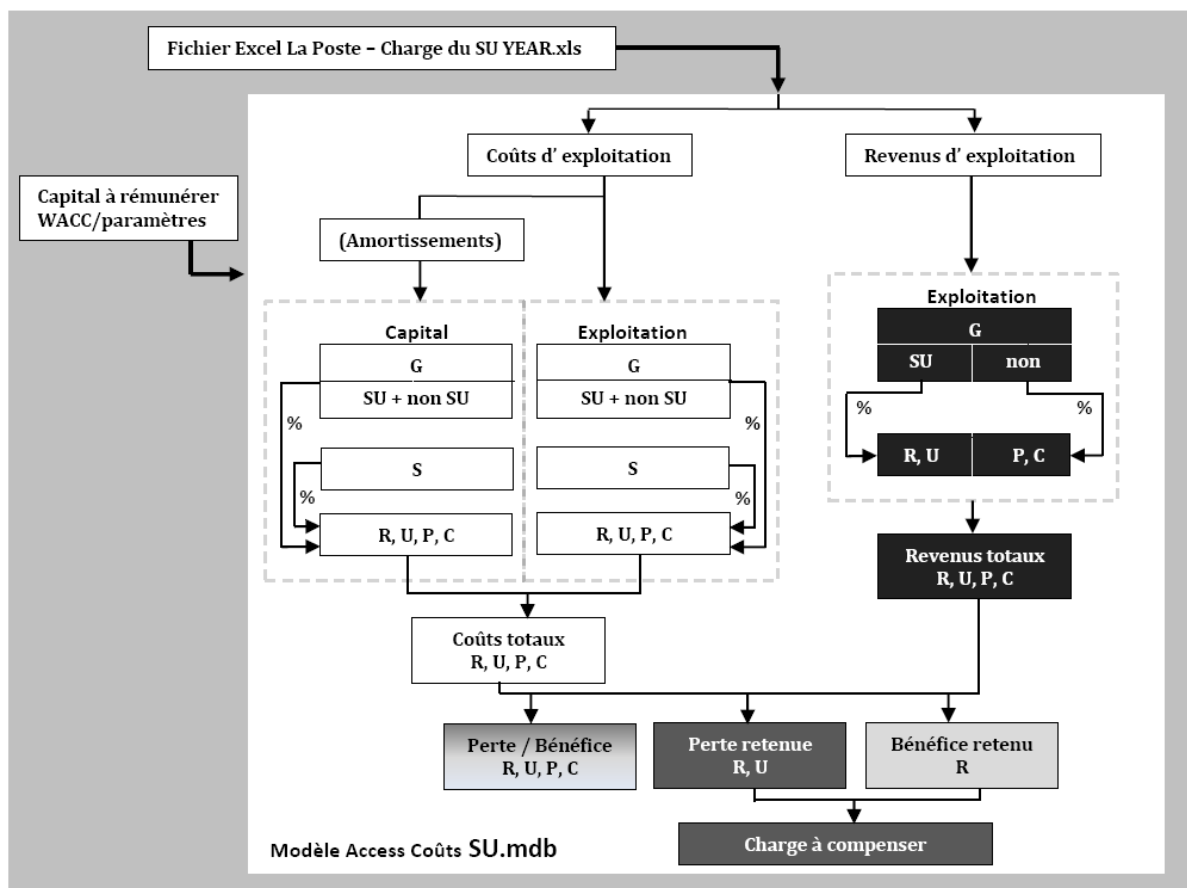 Fichier Excel La Poste – Charge du SU YEAR.xls
Coûts d’ exploitation
Revenus d’ exploitation
Capital à rémunérer
WACC/paramètres
(Amortissements)
Capital
G
SU + non SU
%
S
%
R, U, P, C
Exploitation
G
SU + non SU
%
S
%
R, U, P, C
Exploitation
G
SU
non
%
%
R, U
P, C
Revenus totaux
R, U, P, C
Coûts totaux
R, U, P, C
Perte / Bénéfice
R, U, P, C
Perte retenue
R, U
Bénéfice retenu
R
Charge à compenser
Modèle Access Coûts SU.mdb